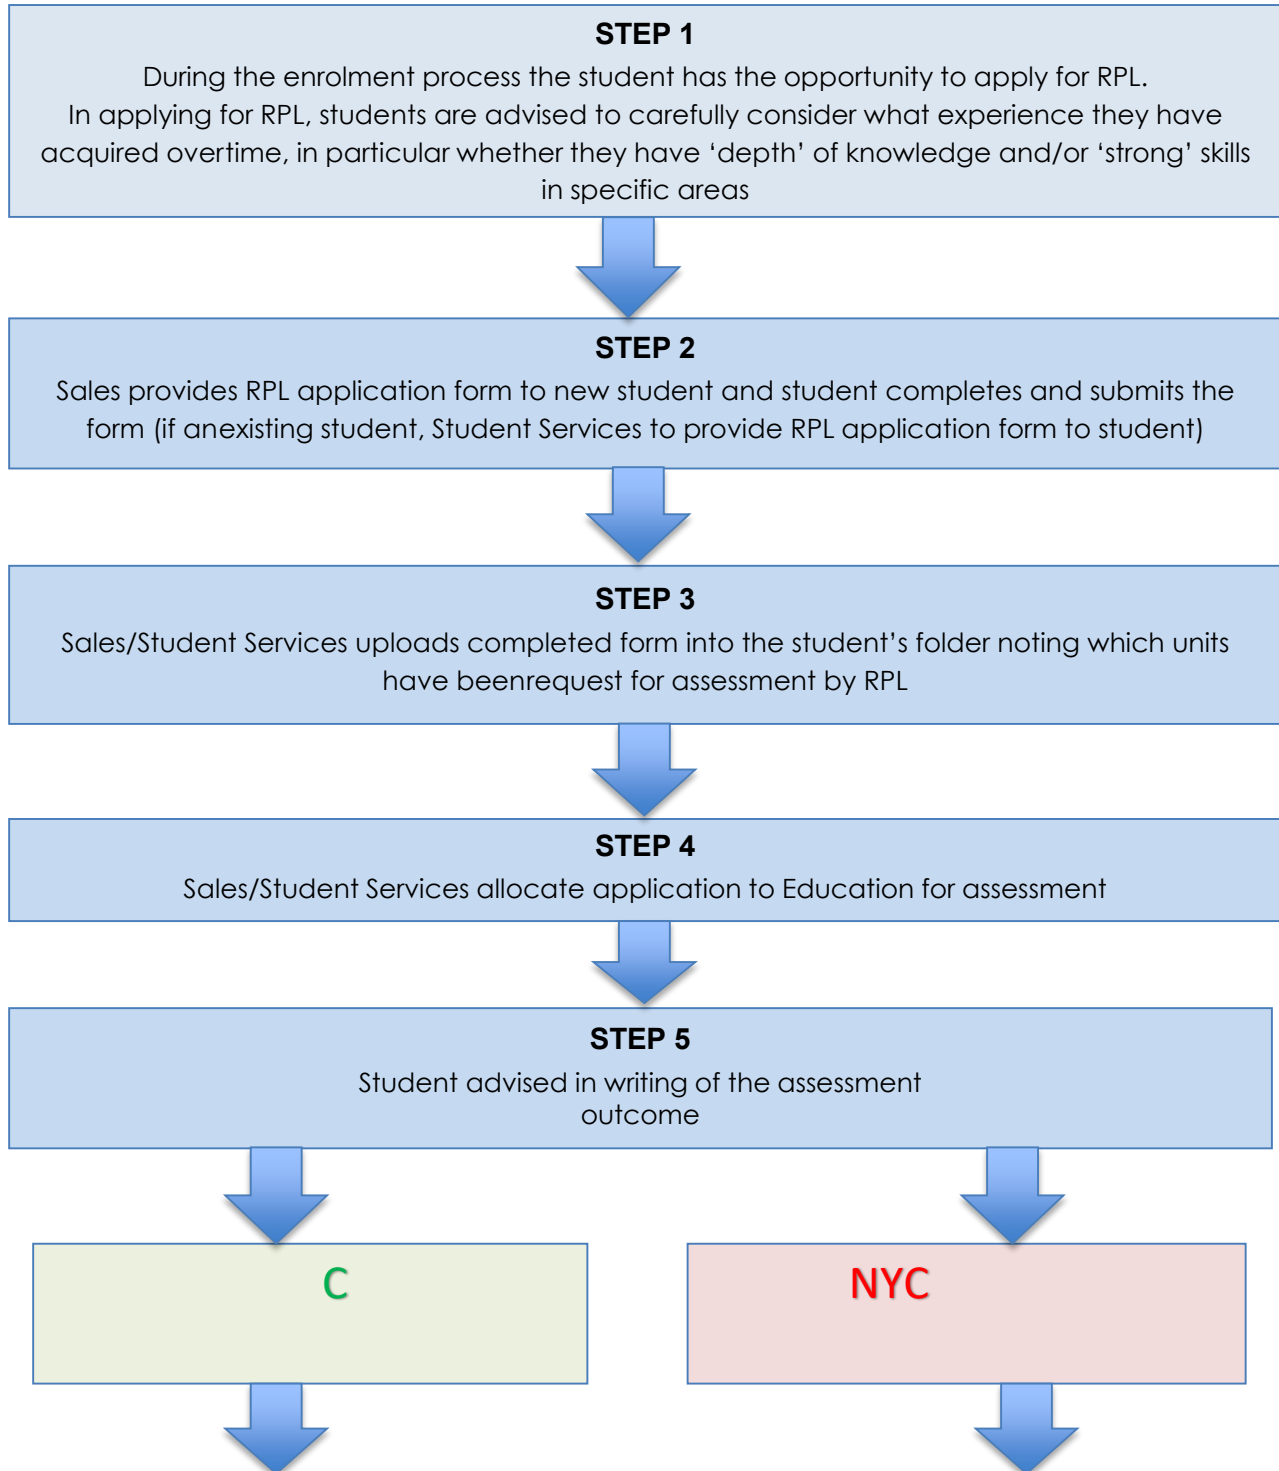 STEP 1
During the enrolment process the student has the opportunity to apply for RPL.
In applying for RPL, students are advised to carefully consider what experience they have
acquired overtime, in particular whether they have ‘depth’ of knowledge and/or ‘strong’ skills
in specific areas
STEP 2
Sales provides RPL application form to new student and student completes and submits the
form (if anexisting student, Student Services to provide RPL application form to student)
STEP 3
Sales/Student Services uploads completed form into the student’s folder noting which units
have beenrequest for assessment by RPL
STEP 4
Sales/Student Services allocate application to Education for assessment
STEP 5
Student advised in writing of the assessment
outcome
C
NYC